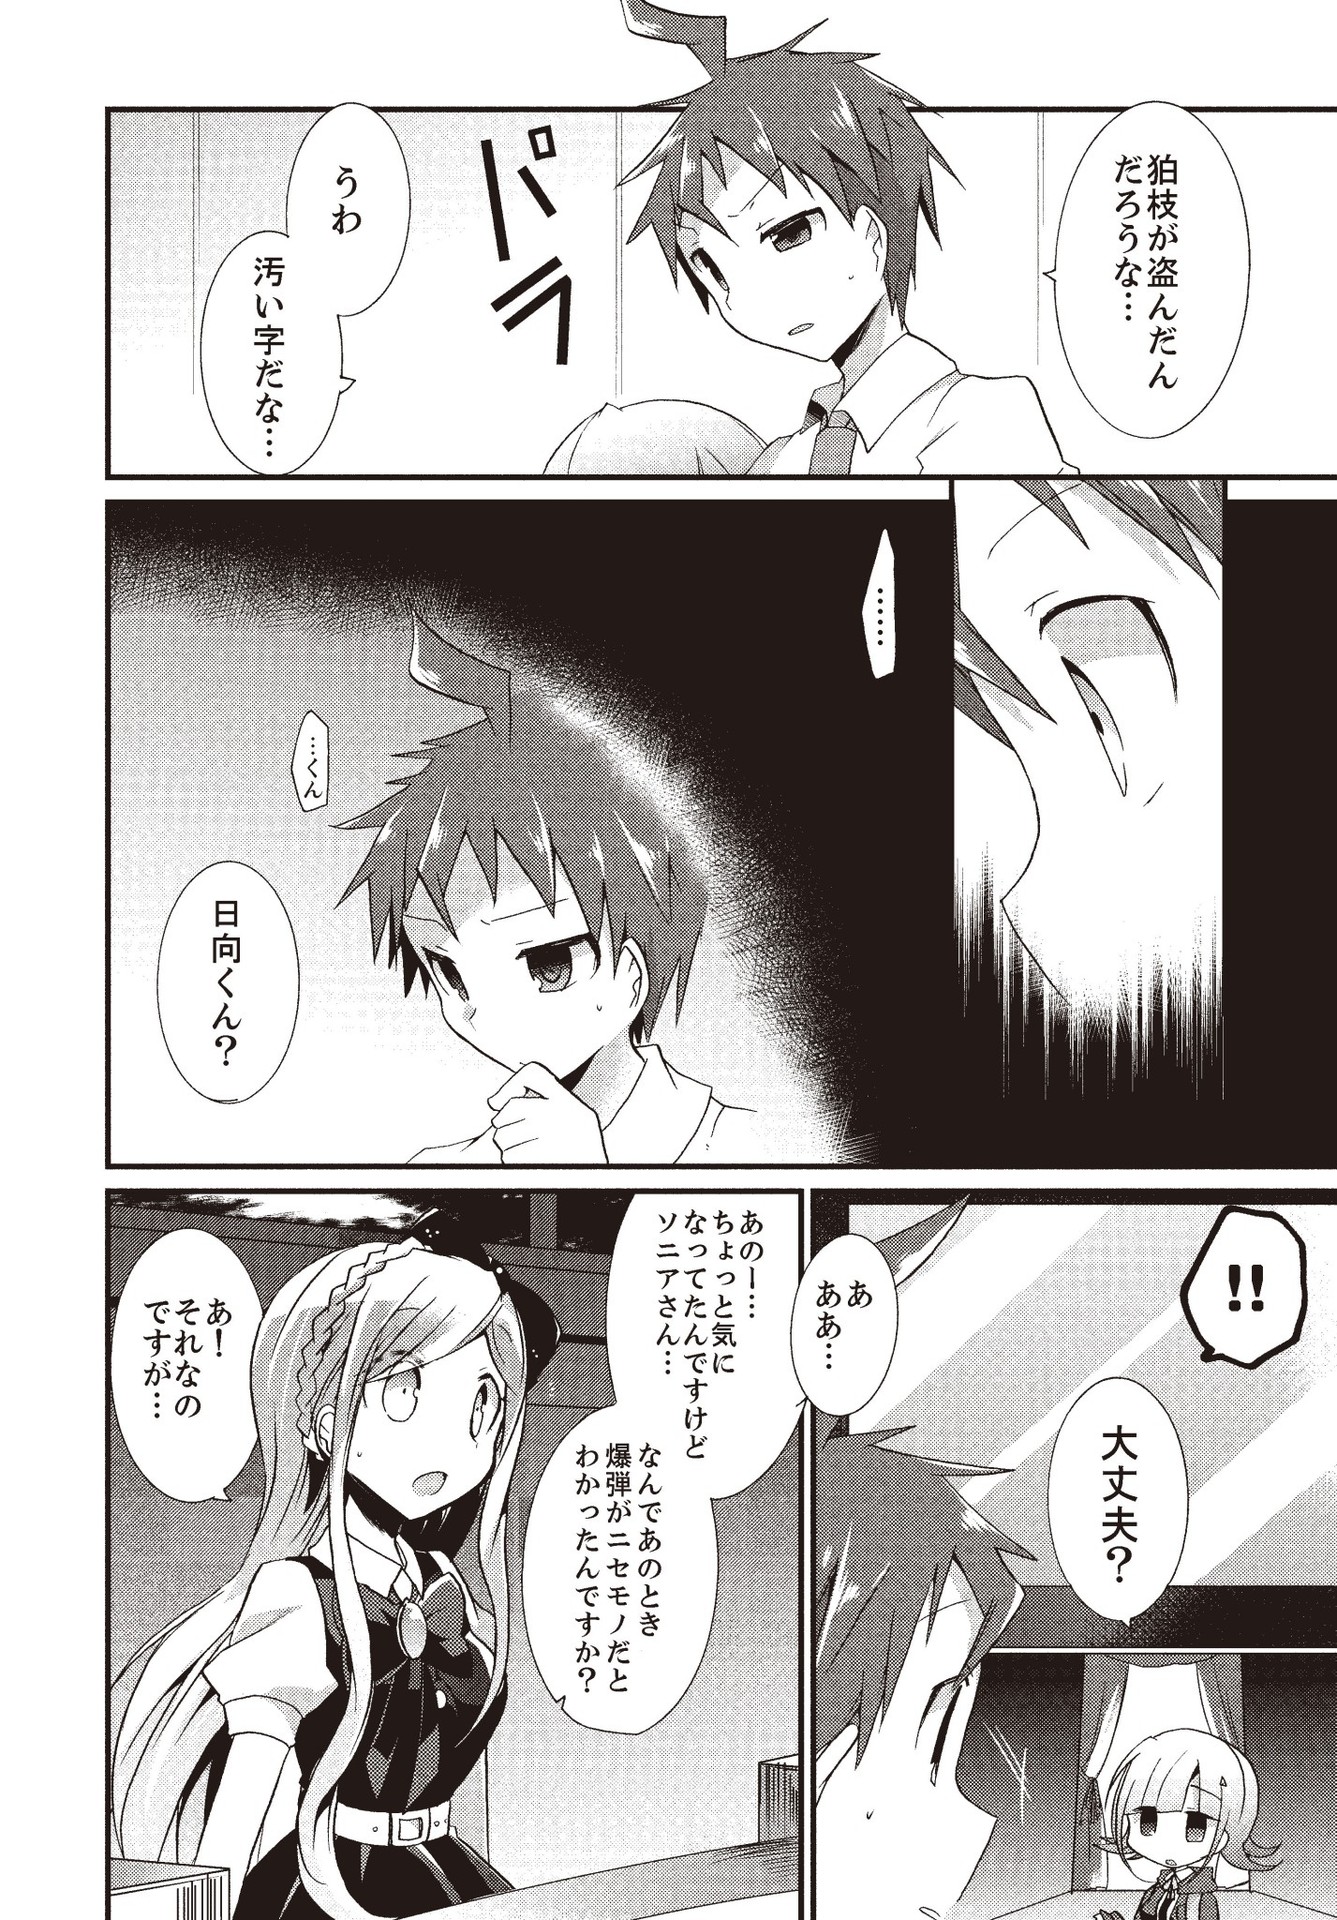 狛枝が盗んだん
だろうな…
パラ
うわ
汚い字だな…
……
…くん
日向くん？
!!
大丈夫？
あ
ああ…
あのー…
ちょっと気に
なってたんですけど
ソニアさん…
なんであのとき
爆弾がニセモノだと
わかったんですか？
あ！
それなの
ですが…